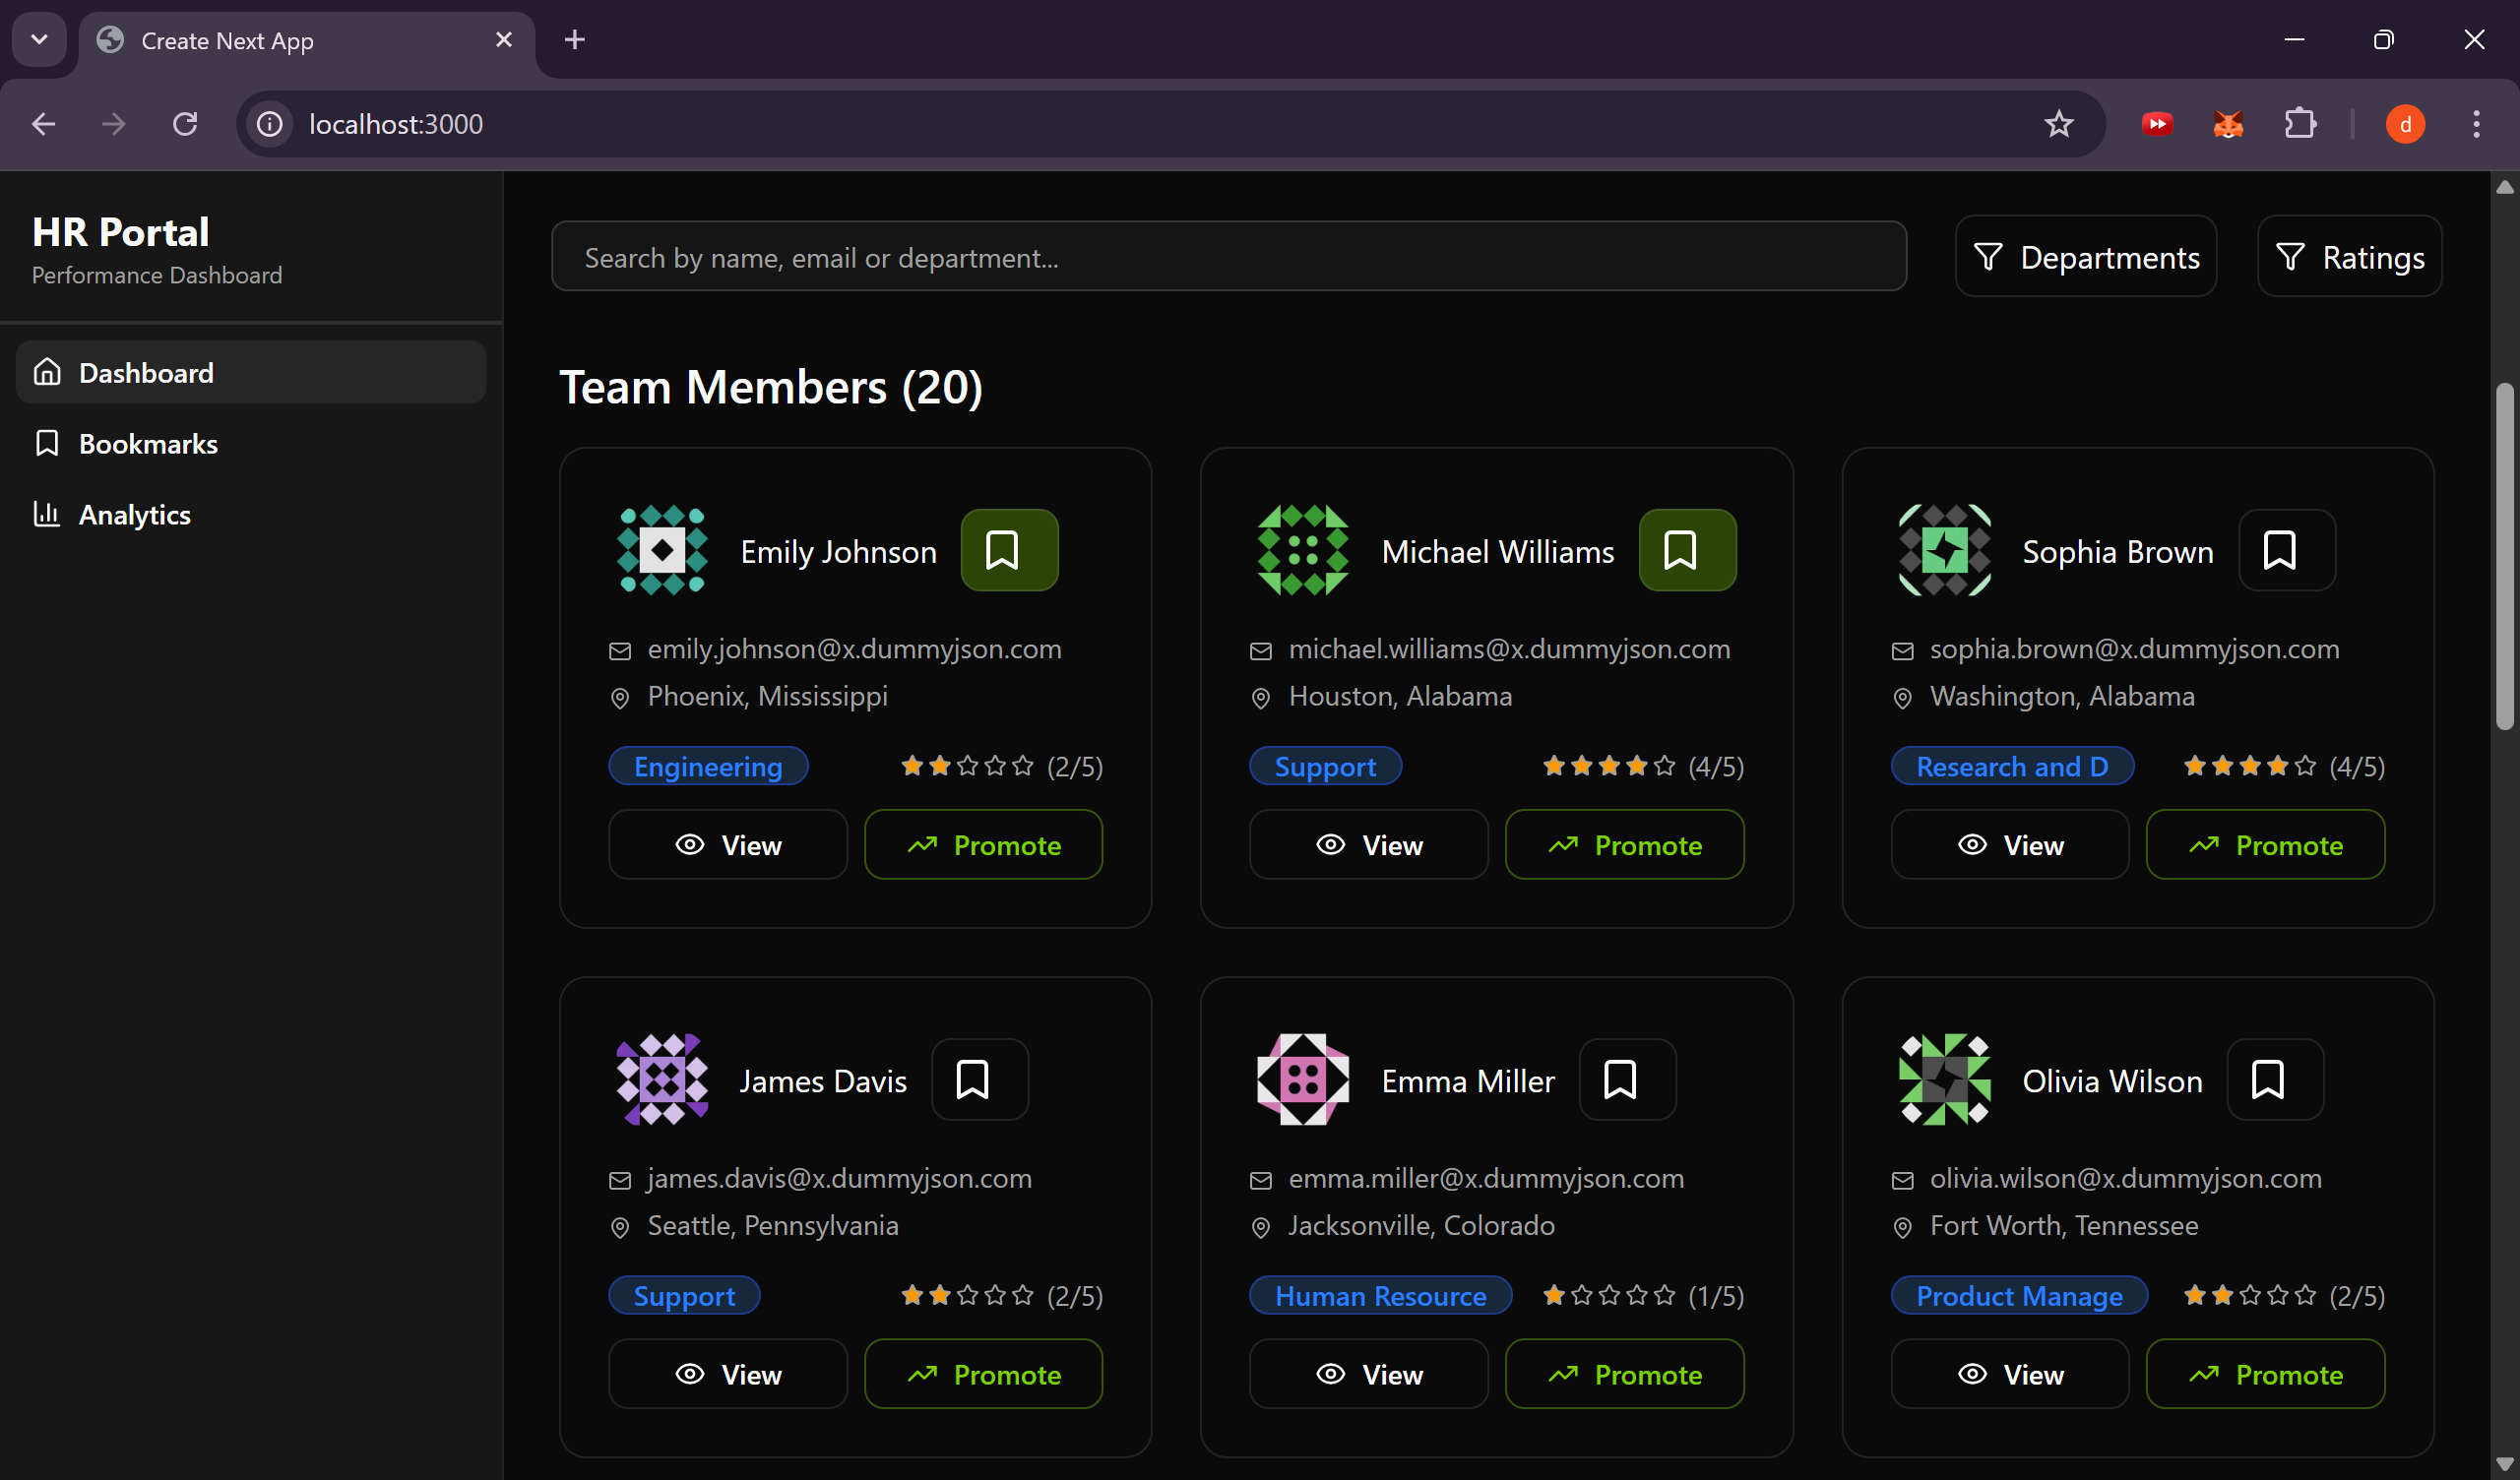 Create Next App
localhost:3000
d
HR Portal
Performance Dashboard
Dashboard
Bookmarks
Analytics
Search by name, email or department...
Departments
Ratings
Team Members (20)
Emily Johnson
emily.johnson@x.dummyjson.com
Phoenix, Mississippi
Engineering (2/5)
View Promote
Michael Williams
michael.williams@x.dummyjson.com
Houston, Alabama
Support (4/5)
View Promote
Sophia Brown
sophia.brown@x.dummyjson.com
Washington, Alabama
Research and D (4/5)
View Promote
James Davis
james.davis@x.dummyjson.com
Seattle, Pennsylvania
Support (2/5)
View Promote
Emma Miller
emma.miller@x.dummyjson.com
Jacksonville, Colorado
Human Resource (1/5)
View Promote
Olivia Wilson
olivia.wilson@x.dummyjson.com
Fort Worth, Tennessee
Product Manage (2/5)
View Promote